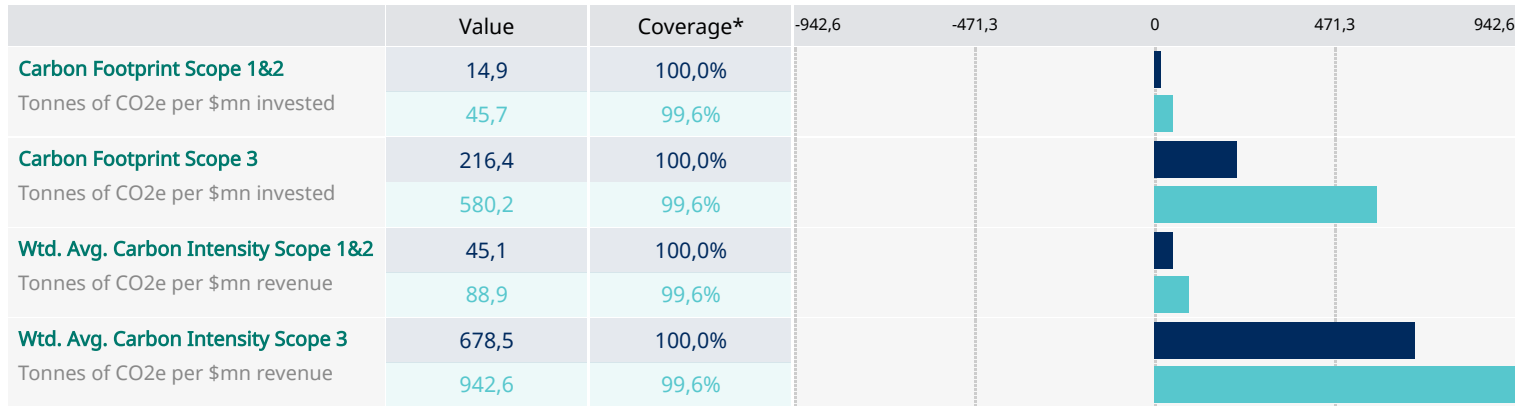 Value Coverage* -942,6 -471,3 0 471,3 942,6
Carbon Footprint Scope 1&2 14,9 100,0%
Tonnes of CO2e per $mn invested 45,7 99,6%
Carbon Footprint Scope 3 216,4 100,0%
Tonnes of CO2e per $mn invested 580,2 99,6%
Wtd. Avg. Carbon Intensity Scope 1&2 45,1 100,0%
Tonnes of CO2e per $mn revenue 88,9 99,6%
Wtd. Avg. Carbon Intensity Scope 3 678,5 100,0%
Tonnes of CO2e per $mn revenue 942,6 99,6%